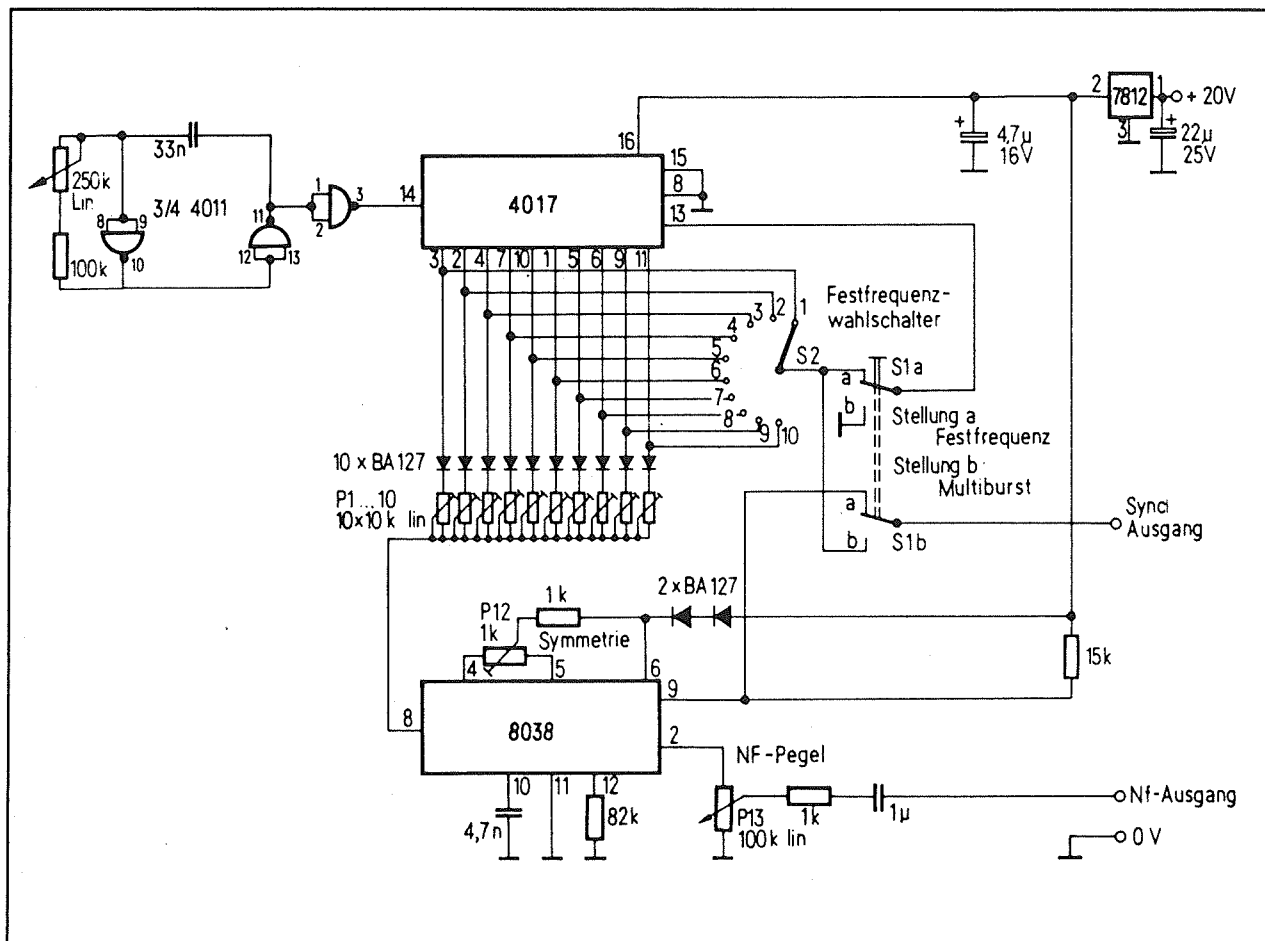 2
7812
1
+ 20V
3
+
4,7µ
16V
+
22µ
25V
33n
250k
Lin
3/4 4011
8
9
10
100k
11
12
13
1
2
3
14
4017
16
15
8
13
3
2
4
7
10
1
5
6
9
11
Festfrequenz-
wahlschalter
1
2
3
4
5
6
7
8
9
10
S2
a
S1a
b
Stellung a
Festfrequenz
Stellung b
Multiburst
10 x BA127
P1...10
10x10k lin
a
b
S1b
Ausgang
2 x BA127
1k
P12
1k
Symmetrie
4
5
6
9
15k
8
8038
2
NF-Pegel
10
11
12
4,7n
82k
P13
100k lin
1k
1µ
Nf-Ausgang
0V